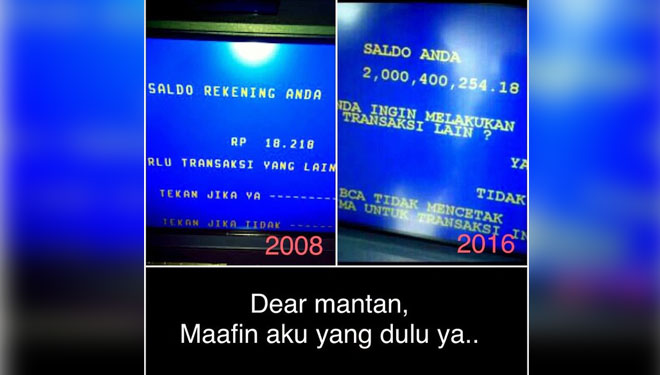 SALDO REKENING ANDA
RP 18.218
RLU TRANSAKSI YANG LAIN
TEKAN JIKA YA ----------
TEKAN JIKA TIDAK -----
2008
SALDO ANDA
2,000,400,254.18
NDA INGIN MELAKUKAN
TRANSAKSI LAIN ?
YA
TIDAK
BCA TIDAK MENCETAK
MA UNTUK TRANSAKSI IN
2016
Dear mantan,
Maafin aku yang dulu ya..